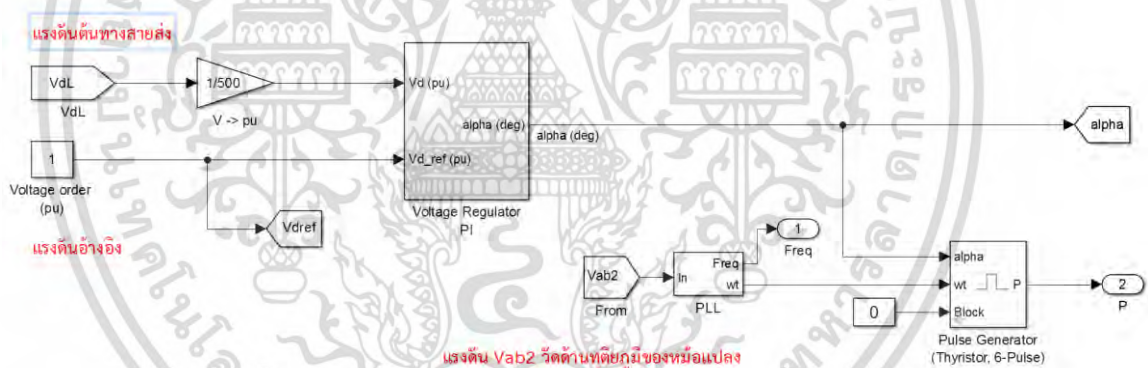 แรงดันต้นทางสายส่ง
VdL
VdL
1/500
V -> pu
Vd (pu)
alpha (deg)
Vd_ref (pu)
Voltage Regulator
PI
alpha (deg)
alpha
1
Voltage order
(pu)
Vdref
แรงดันอ้างอิง
Vab2
From
In
Freq
wt
PLL
1
Freq
0
alpha
wt
Block
P
Pulse Generator
(Thyristor, 6-Pulse)
2
P
แรงดัน Vab2 วัดด้านทุติยภูมิของหม้อแปลง